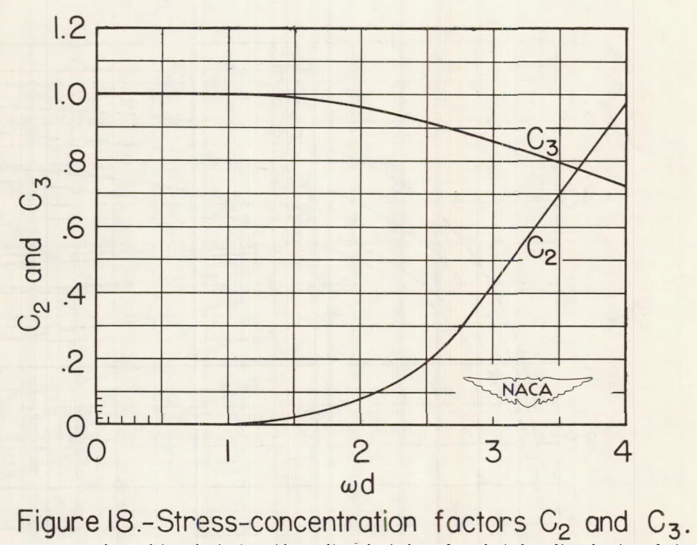 1.2
1.0
.8
.6
.4
.2
0
C2 and C3
C3
C2
NACA
0 1 2 3 4
ωd
Figure 18.-Stress-concentration factors C2 and C3.